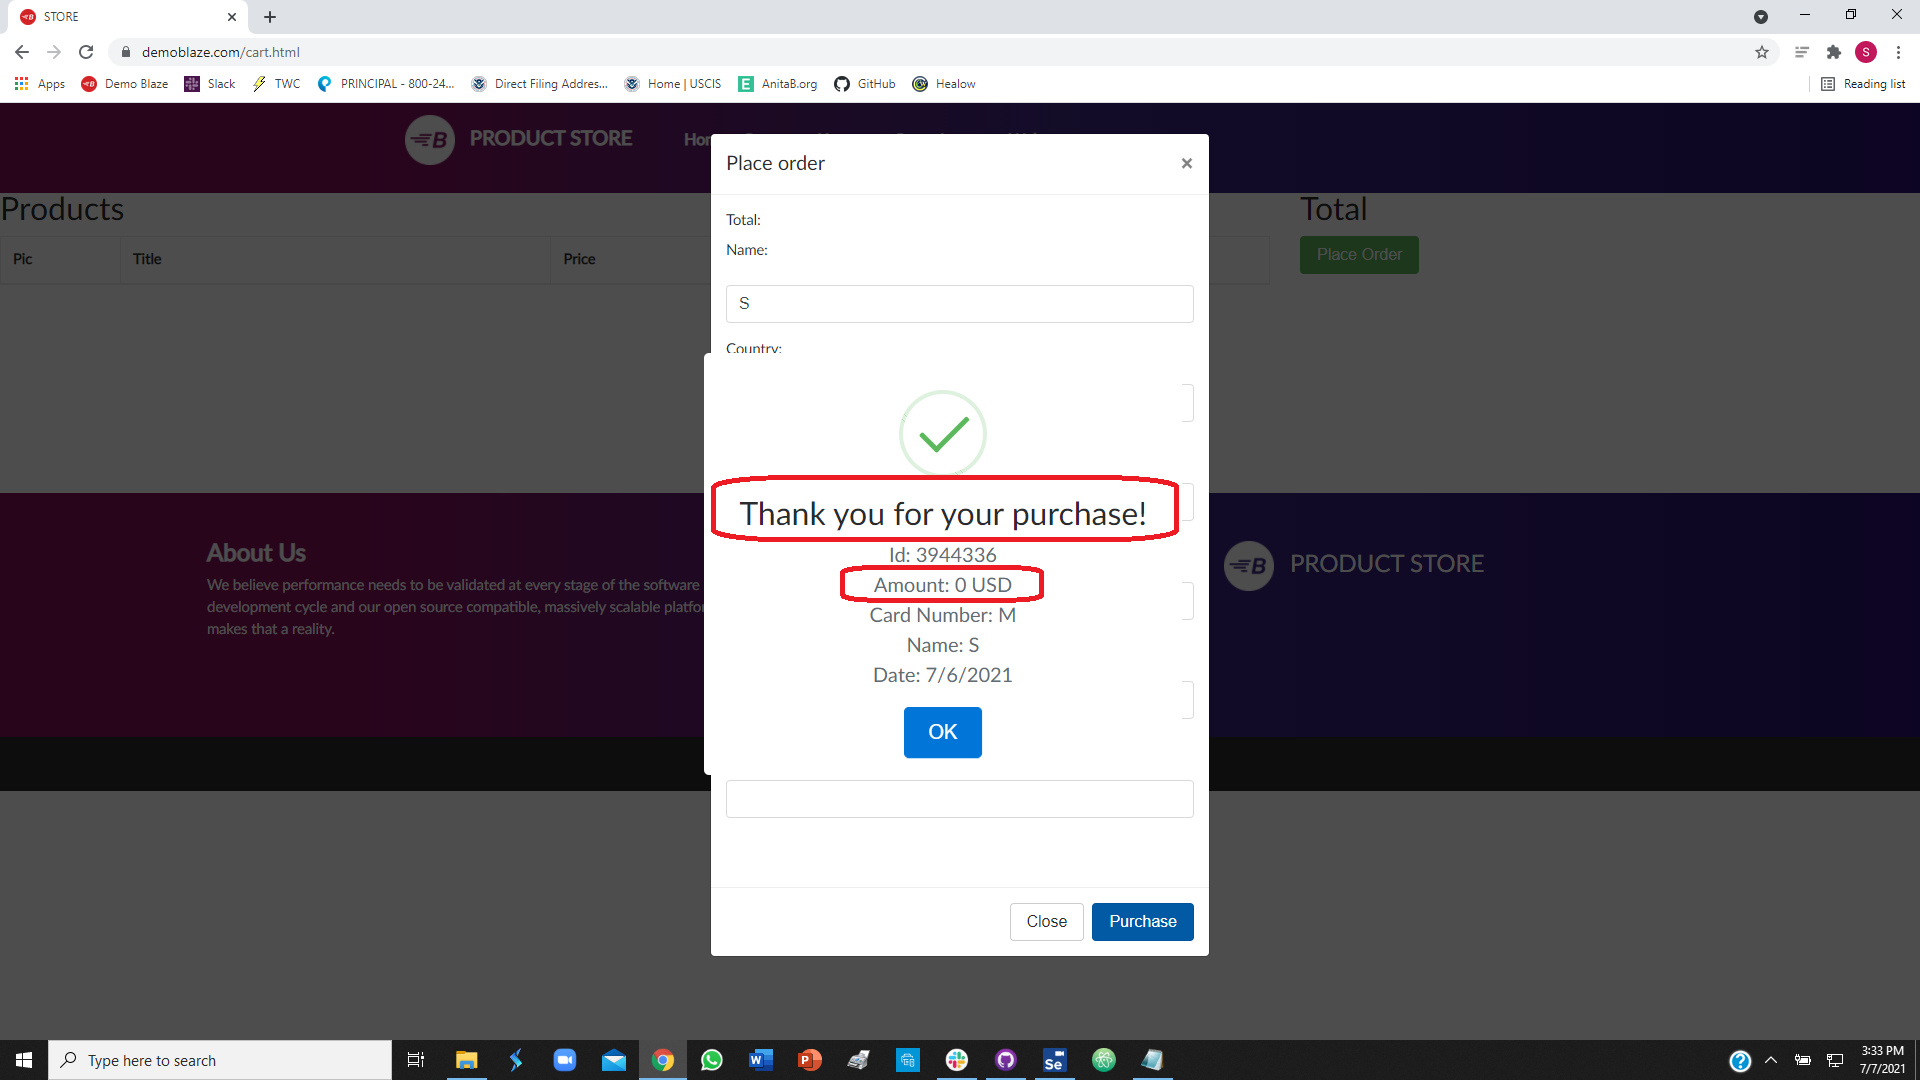 STORE
demoblaze.com/cart.html
Apps Demo Blaze Slack TWC PRINCIPAL - 800-24... Direct Filing Addres... Home | USCIS AnitaB.org GitHub Healow Reading list
PRODUCT STORE
Place order
×
Products
Total
Pic Title Price
Place Order
Total:
Name:
S
Country:
Thank you for your purchase!
Id: 3944336
Amount: 0 USD
Card Number: M
Name: S
Date: 7/6/2021
OK
About Us
We believe performance needs to be validated at every stage of the software
development cycle and our open source compatible, massively scalable
makes that a reality.
PRODUCT STORE
Close Purchase
Type here to search
3:33 PM
7/7/2021